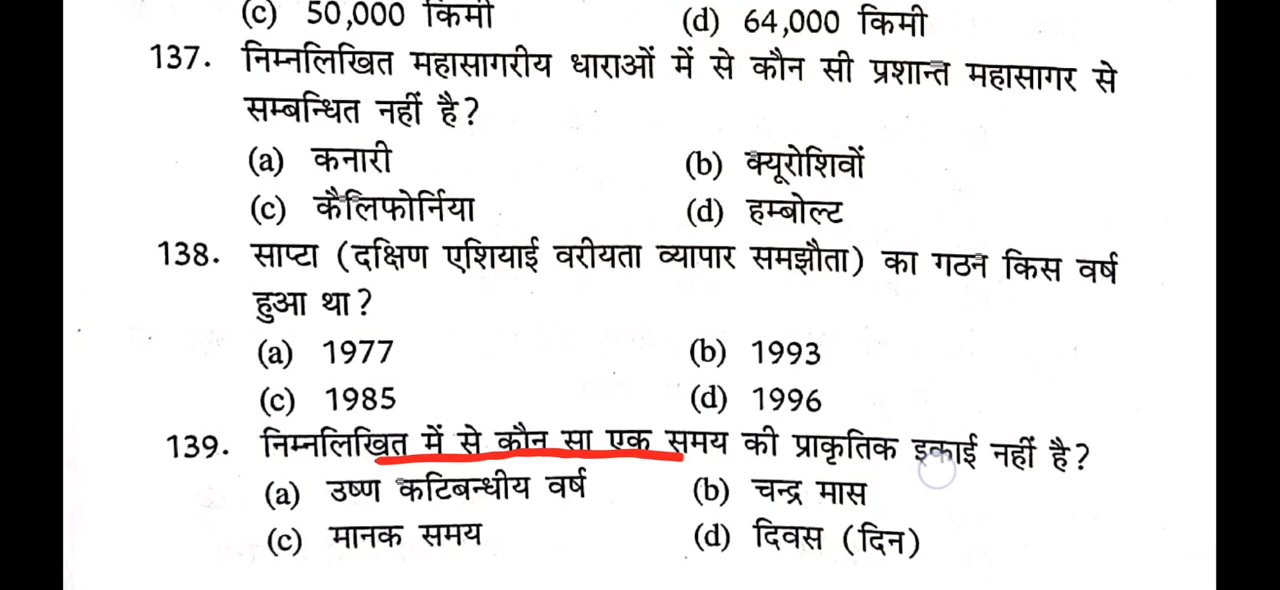 (c) 50,000 किमी (d) 64,000 किमी
137. निम्नलिखित महासागरीय धाराओं में से कौन सी प्रशान्त महासागर से
सम्बन्धित नहीं है?
(a) कनारी (b) क्यूरोशिवों
(c) कैलिफोर्निया (d) हम्बोल्ट
138. साप्टा (दक्षिण एशियाई वरीयता व्यापार समझौता) का गठन किस वर्ष
हुआ था?
(a) 1977 (b) 1993
(c) 1985 (d) 1996
139. निम्नलिखित में से कौन सा एक समय की प्राकृतिक इकाई नहीं है?
(a) उष्ण कटिबन्धीय वर्ष (b) चन्द्र मास
(c) मानक समय (d) दिवस (दिन)